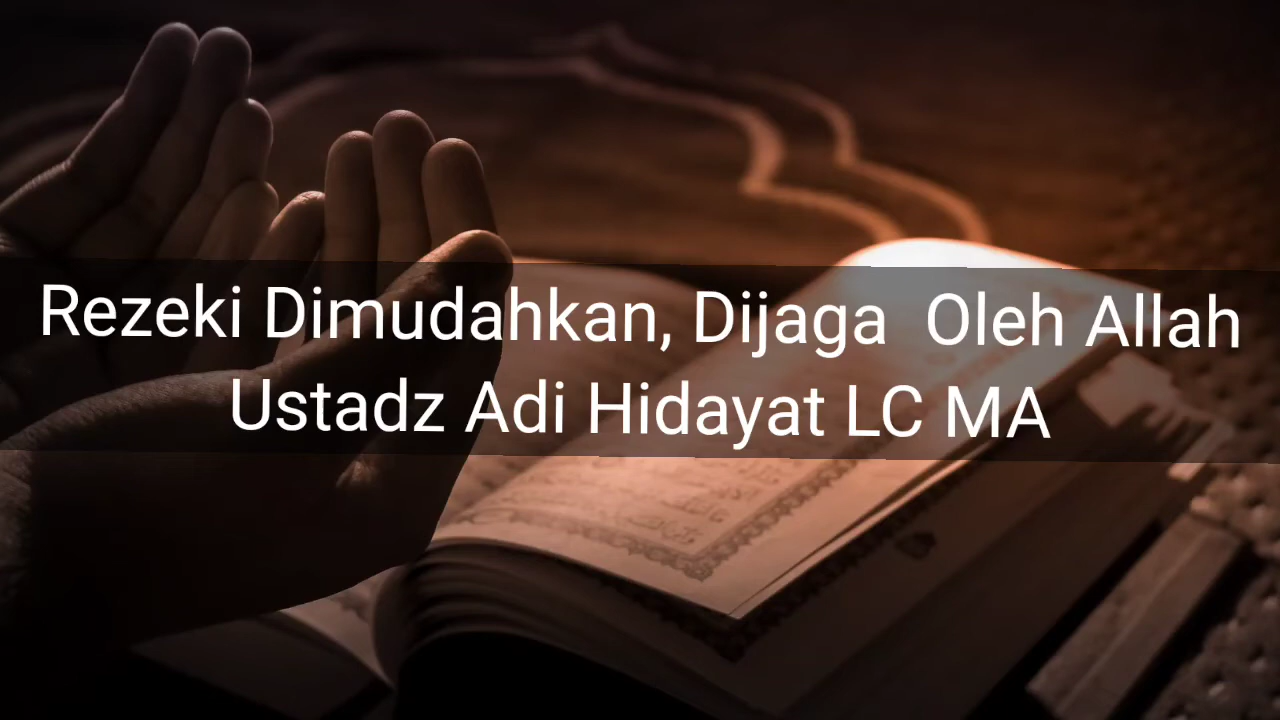 Rezeki Dimudahkan, Dijaga  Oleh Allah
Ustadz Adi Hidayat LC MA